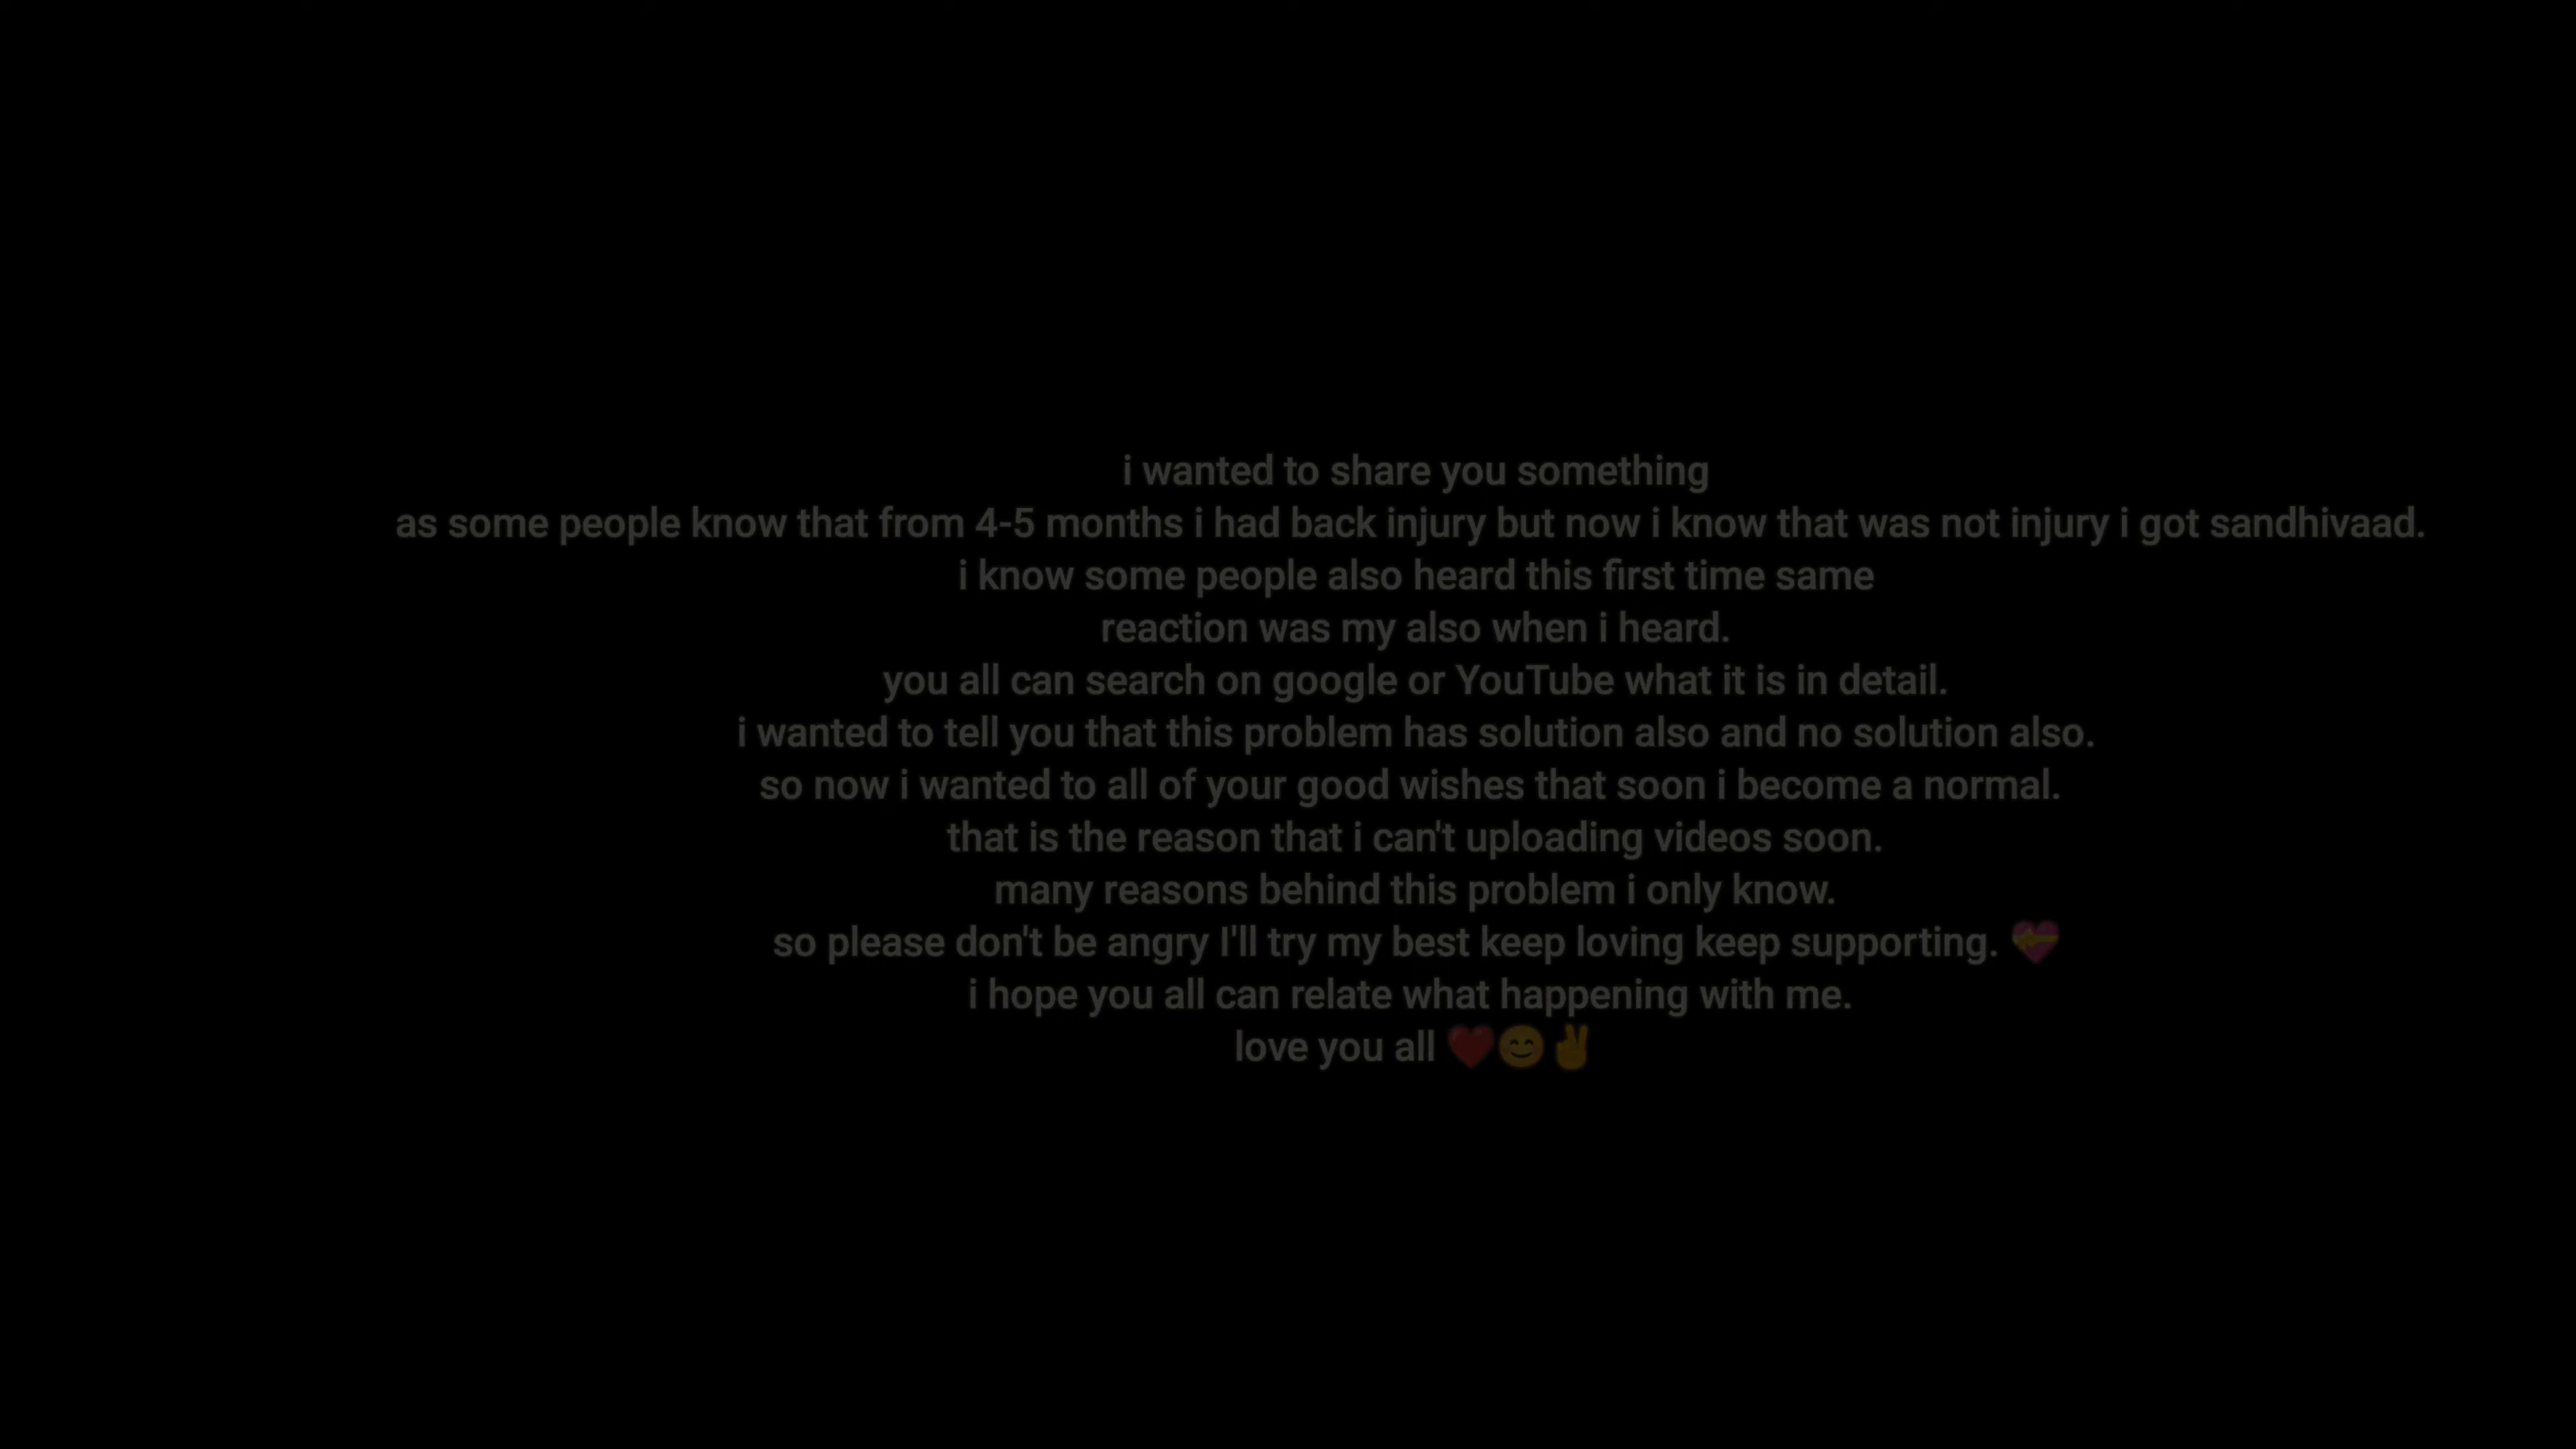 i wanted to share you something
as some people know that from 4-5 months i had back injury but now i know that was not injury i got sandhivaad.
i know some people also heard this first time same
reaction was my also when i heard.
you all can search on google or YouTube what it is in detail.
i wanted to tell you that this problem has solution also and no solution also.
so now i wanted to all of your good wishes that soon i become a normal.
that is the reason that i can't uploading videos soon.
many reasons behind this problem i only know.
so please don't be angry I'll try my best keep loving keep supporting. 💝
i hope you all can relate what happening with me.
love you all ❤️😊✌️